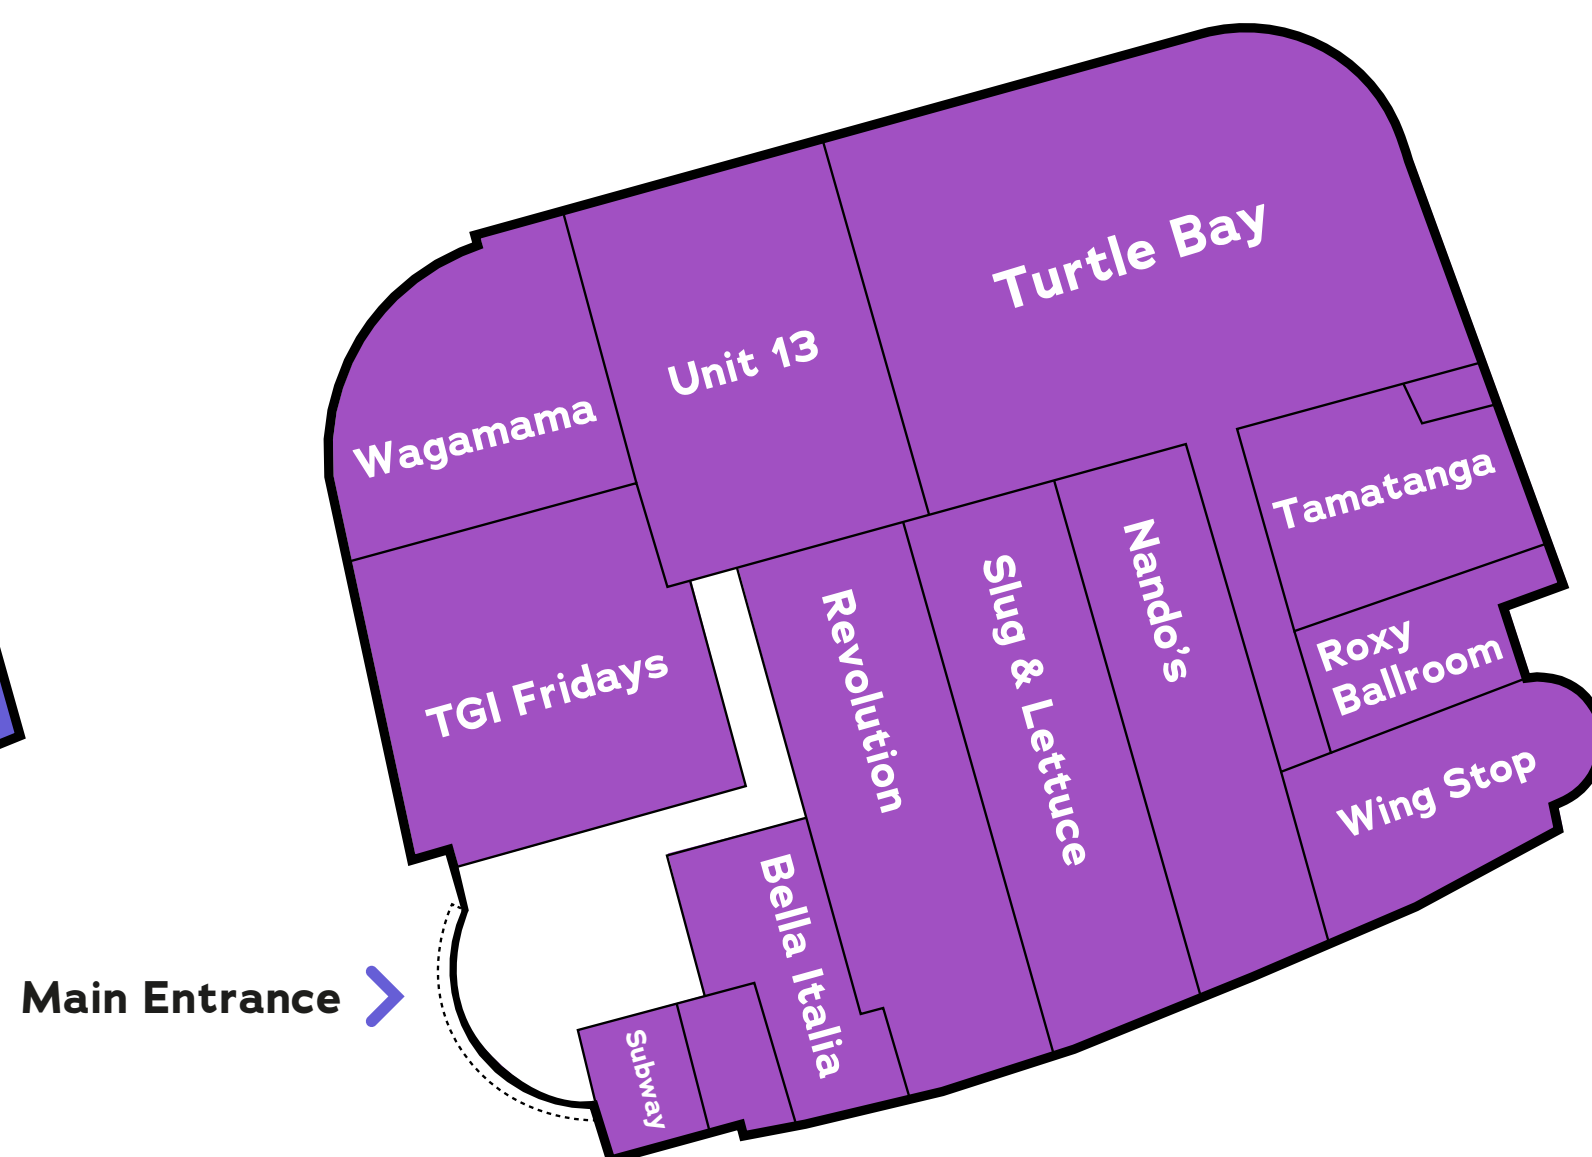 Turtle Bay
Unit 13
Wagamama
Tamatanga
Nando's
Slug & Lettuce
Revolution
Roxy
Ballroom
TGI Fridays
Wing Stop
Bella Italia
Main Entrance
Subway